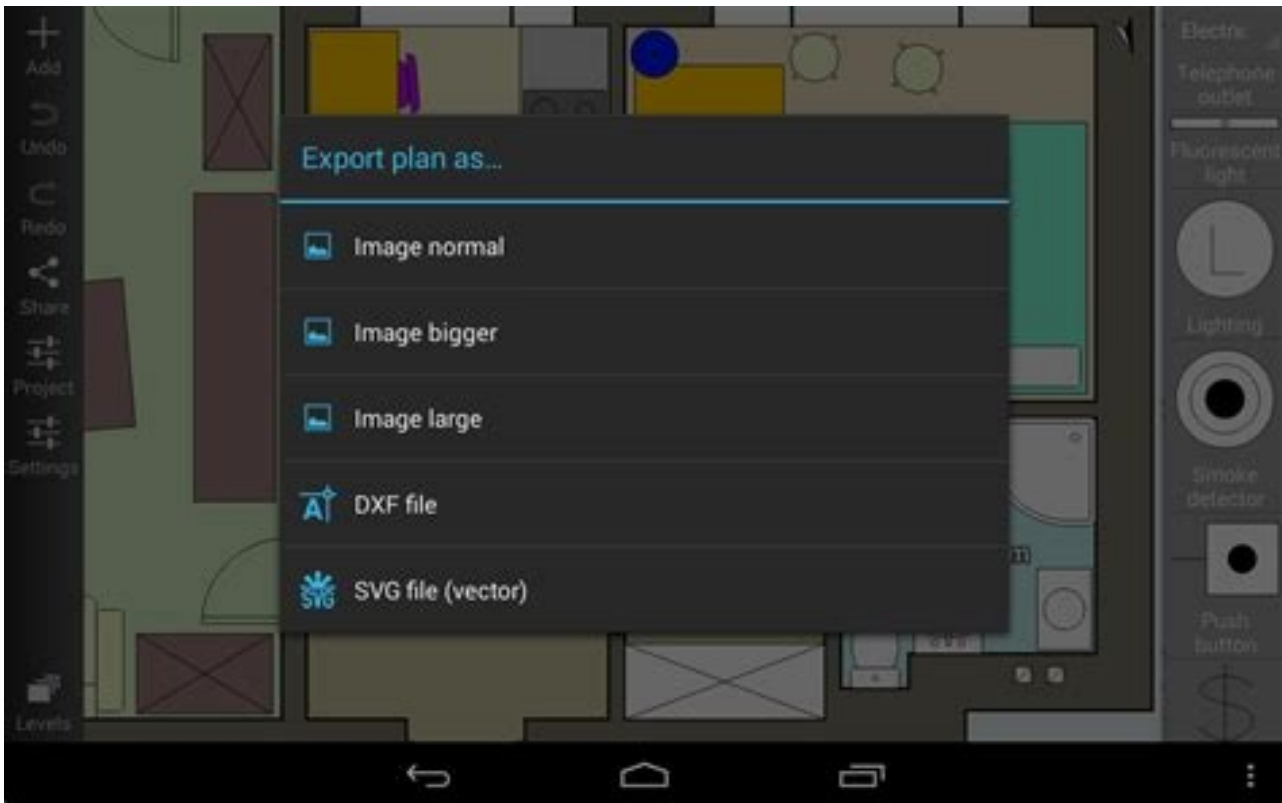 Add
Undo
Redo
Share
Project
Settings
Levels
Export plan as...
Image normal
Image bigger
Image large
A
DXF file
SVG
SVG file (vector)
Telephone
outlet
Fluorescent
light
L
Lighting
Smoke
detector
Push
button
$